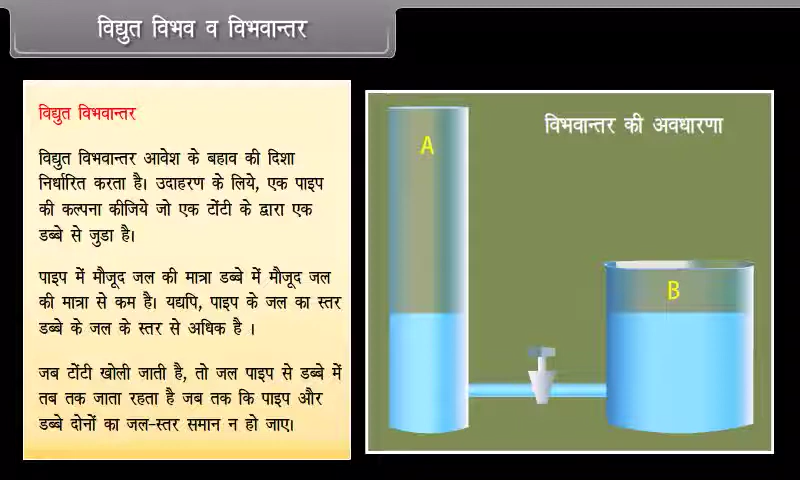 विद्युत विभव व विभवान्तर
विद्युत विभवान्तर
विद्युत विभवान्तर आवेश के बहाव की दिशा
निर्धारित करता है। उदाहरण के लिये, एक पाइप
की कल्पना कीजिये जो एक टोंटी के द्वारा एक
डब्बे से जुडा है।
पाइप में मौजूद जल की मात्रा डब्बे में मौजूद जल
की मात्रा से कम है। यद्यपि, पाइप के जल का स्तर
डब्बे के जल के स्तर से अधिक है ।
जब टोंटी खोली जाती है, तो जल पाइप से डब्बे में
तब तक जाता रहता है जब तक कि पाइप और
डब्बे दोनों का जल-स्तर समान न हो जाए।
विभवान्तर की अवधारणा
A
B